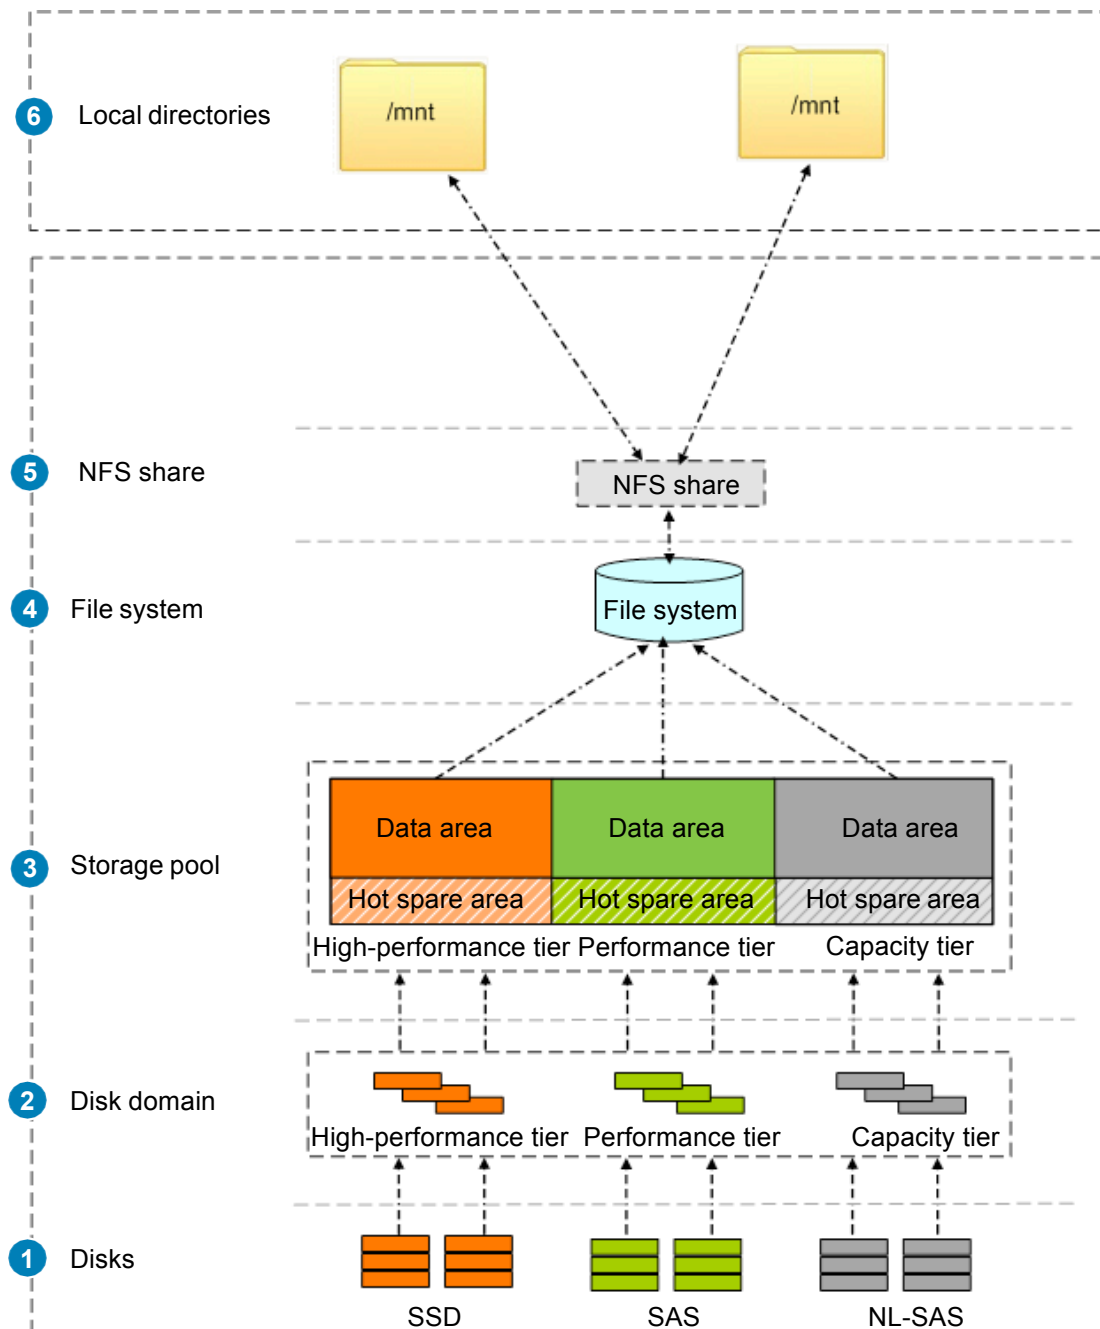 6 Local directories
/mnt
/mnt
5 NFS share
NFS share
4 File system
File system
3 Storage pool
Data area Data area Data area
Hot spare area Hot spare area Hot spare area
High-performance tier Performance tier Capacity tier
2 Disk domain
High-performance tier Performance tier Capacity tier
1 Disks
SSD SAS NL-SAS